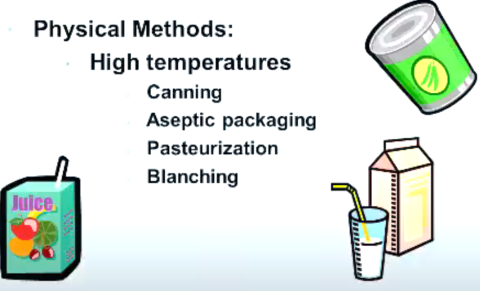 Physical Methods:
High temperatures
Canning
Aseptic packaging
Pasteurization
Blanching
Juice